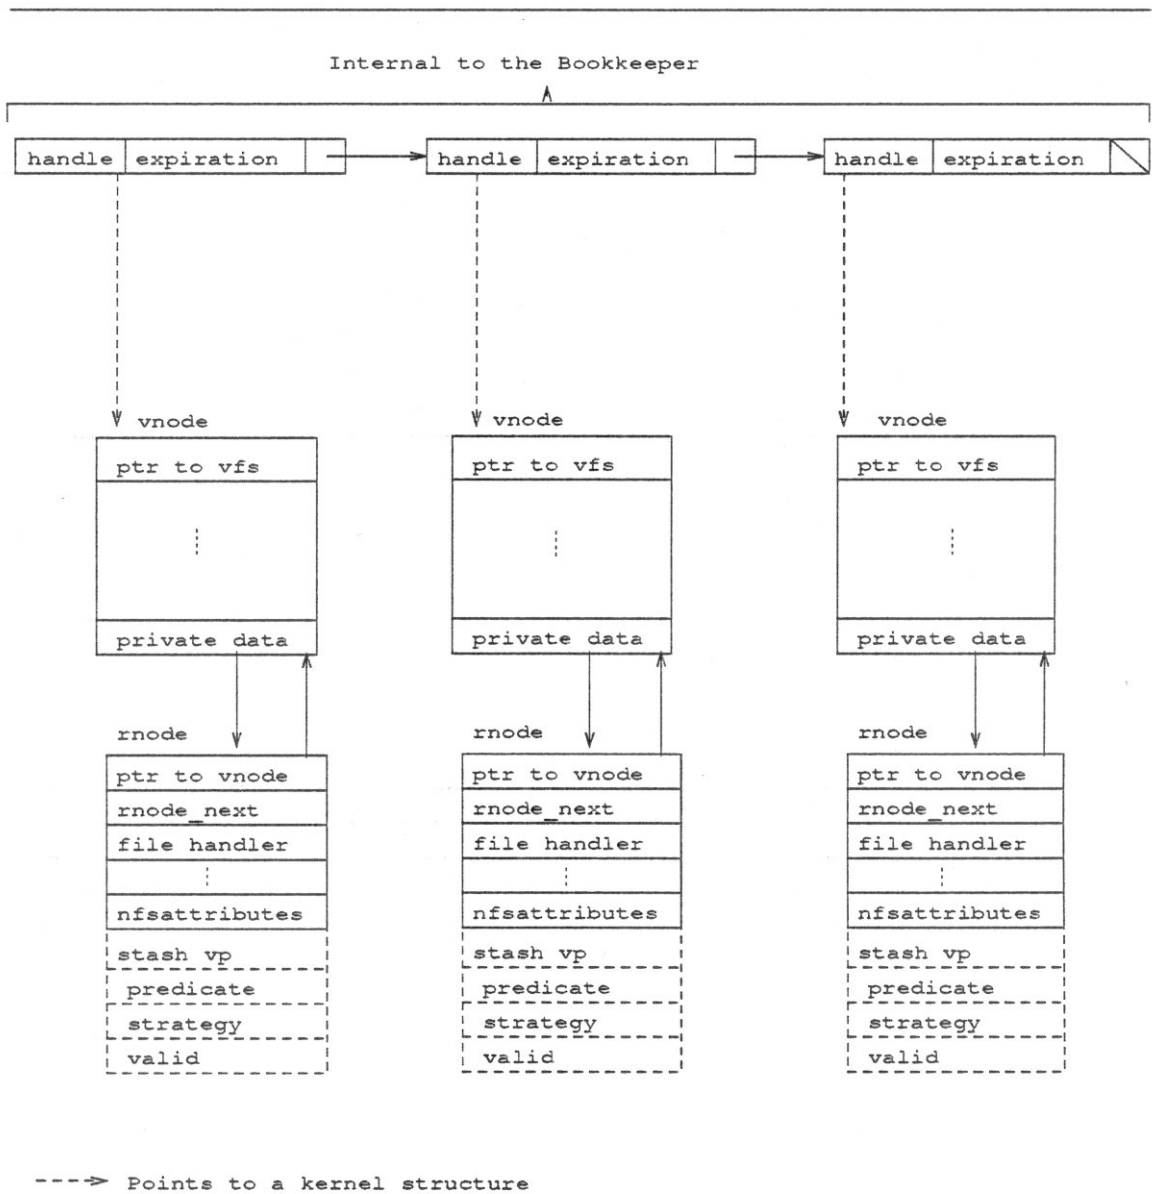 Internal to the Bookkeeper
handle expiration handle expiration handle expiration
vnode vnode vnode
ptr to vfs ptr to vfs ptr to vfs
private data private data private data
rnode rnode rnode
ptr to vnode ptr to vnode ptr to vnode
rnode_next rnode_next rnode_next
file handler file handler file handler
nfsattributes nfsattributes nfsattributes
stash vp stash vp stash vp
predicate predicate predicate
strategy strategy strategy
valid valid valid
Points to a kernel structure